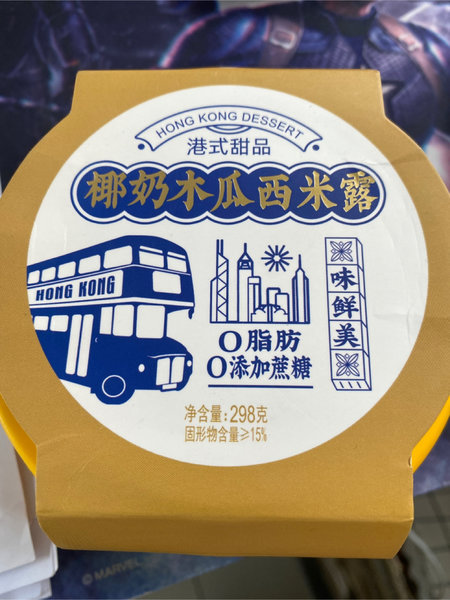 HONG KONG DESSERT
港式甜品
椰奶木瓜西米露
HONG KONG
味鲜美
0脂肪
0添加蔗糖
净含量:298克
固形物含量≥15%
© MARVEL